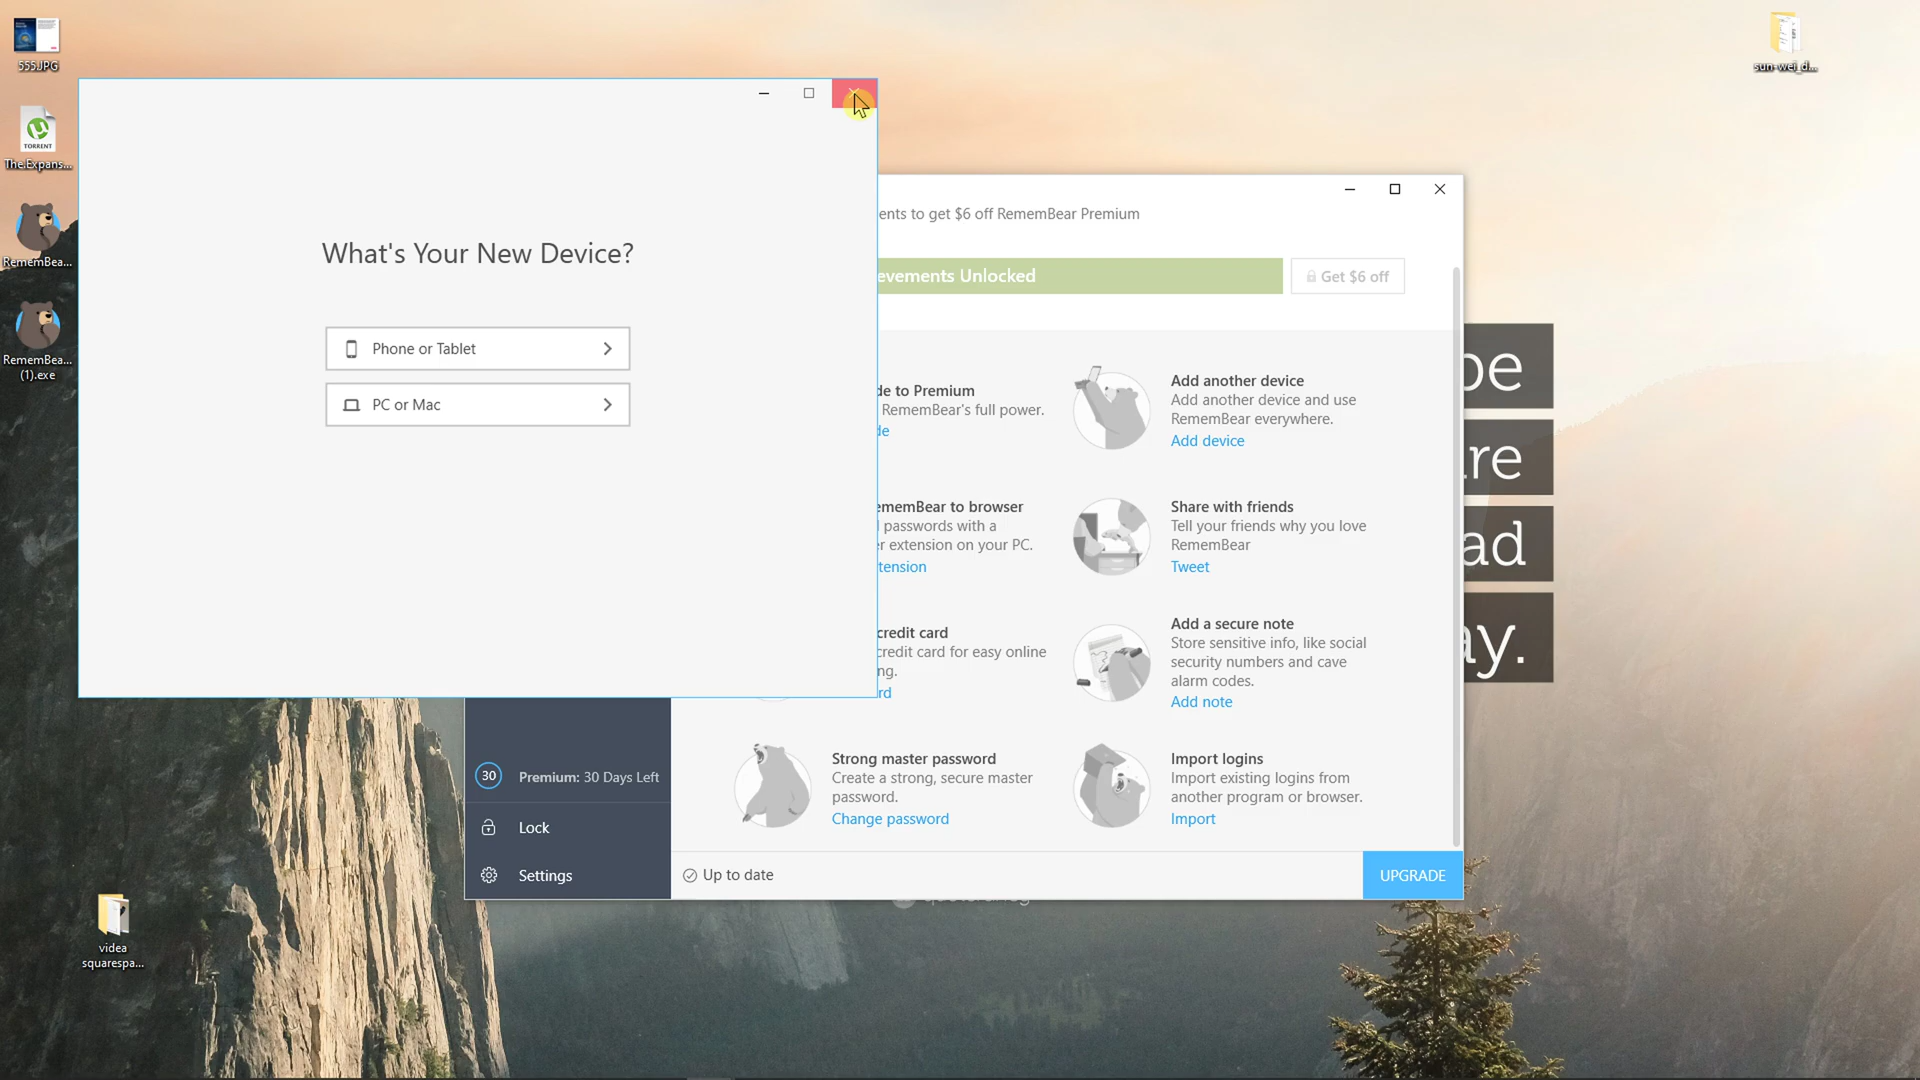 555.JPG
TORRENT
The.Expans...
RememBea...
RememBea...
(1).exe
videa
squarespa...
sun-wei_d...
What's Your New Device?
Phone or Tablet
PC or Mac
ents to get $6 off RememBear Premium
evements Unlocked
Get $6 off
de to Premium
RememBear's full power.
de
Add another device
Add another device and use
RememBear everywhere.
Add device
ememBear to browser
passwords with a
r extension on your PC.
tension
Share with friends
Tell your friends why you love
RememBear
Tweet
credit card
credit card for easy online
ng.
rd
Add a secure note
Store sensitive info, like social
security numbers and cave
alarm codes.
Add note
Strong master password
Create a strong, secure master
password.
Change password
Import logins
Import existing logins from
another program or browser.
Import
30 Premium: 30 Days Left
Lock
Settings
Up to date
UPGRADE
be
re
ad
ay.